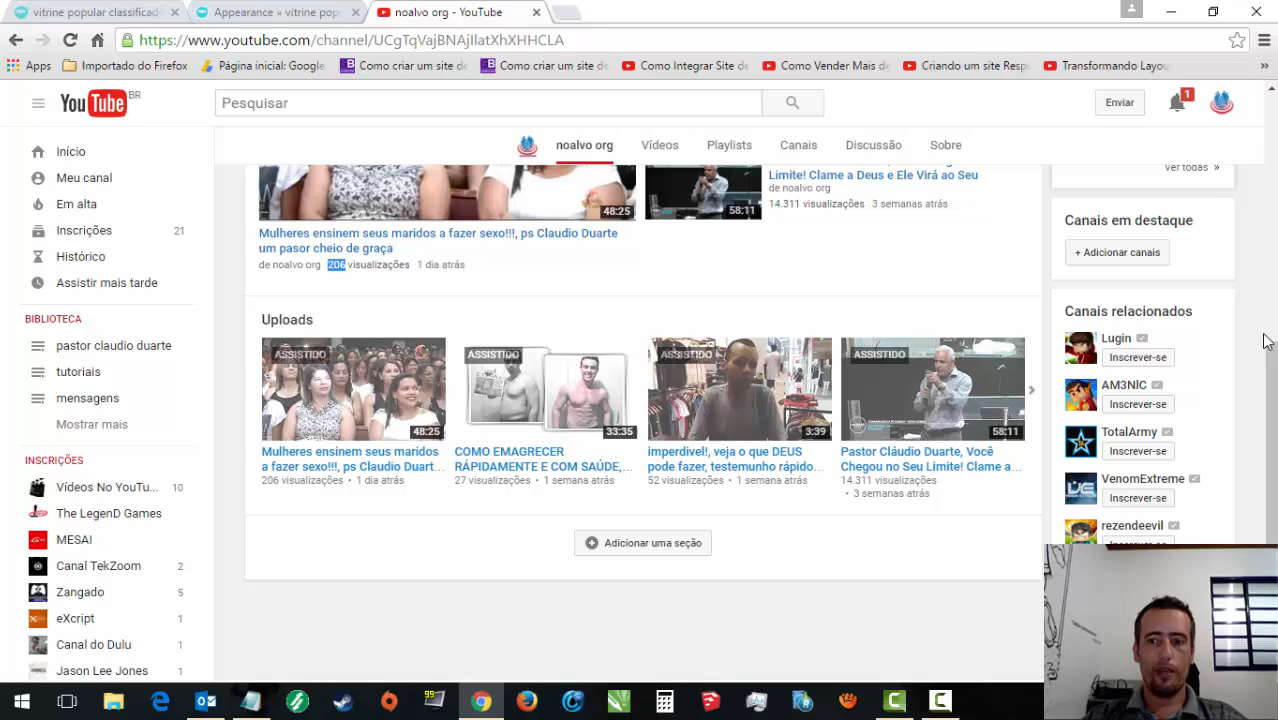 vitrine popular classificad
Appearance » vitrine pop
noalvo org - YouTube
https://www.youtube.com/channel/UCgTqVajBNAjIlatXhXHHCLA
Apps
Importado do Firefox
Página inicial: Google
Como criar um site de
Como criar um site de
Como Integrar Site de
Como Vender Mais de
Criando um site Resp
Transformando Layou
»
You Tube BR
Pesquisar
Enviar
1
noalvo org
Vídeos
Playlists
Canais
Discussão
Sobre
Início
Meu canal
Em alta
Inscrições 21
Histórico
Assistir mais tarde
BIBLIOTECA
pastor claudio duarte
tutoriais
mensagens
Mostrar mais
INSCRIÇÕES
Vídeos No YouTu... 10
The LegenD Games
MESAI
Canal TekZoom 2
Zangado 5
eXcript 1
Canal do Dulu 1
Jason Lee Jones 1
48:25
Mulheres ensinem seus maridos a fazer sexo!!!, ps Claudio Duarte
um pasor cheio de graça
de noalvo org 206 visualizações 1 dia atrás
58:11
Limite! Clame a Deus e Ele Virá ao Seu
de noalvo org
14.311 visualizações 3 semanas atrás
Uploads
ASSISTIDO
48:25
Mulheres ensinem seus maridos
a fazer sexo!!!, ps Claudio Duart...
206 visualizações • 1 dia atrás
ASSISTIDO
33:35
COMO EMAGRECER
RÁPIDAMENTE E COM SAÚDE,...
27 visualizações • 1 semana atrás
ASSISTIDO
3:39
imperdivel!, veja o que DEUS
pode fazer, testemunho rápido...
52 visualizações • 1 semana atrás
ASSISTIDO
58:11
Pastor Cláudio Duarte, Você
Chegou no Seu Limite! Clame a...
14.311 visualizações
• 3 semanas atrás
Adicionar uma seção
ver todas »
Canais em destaque
+ Adicionar canais
Canais relacionados
Lugin
Inscrever-se
AM3NIC
Inscrever-se
TotalArmy
Inscrever-se
VenomExtreme
Inscrever-se
rezendeevil
Inscrever-se
99